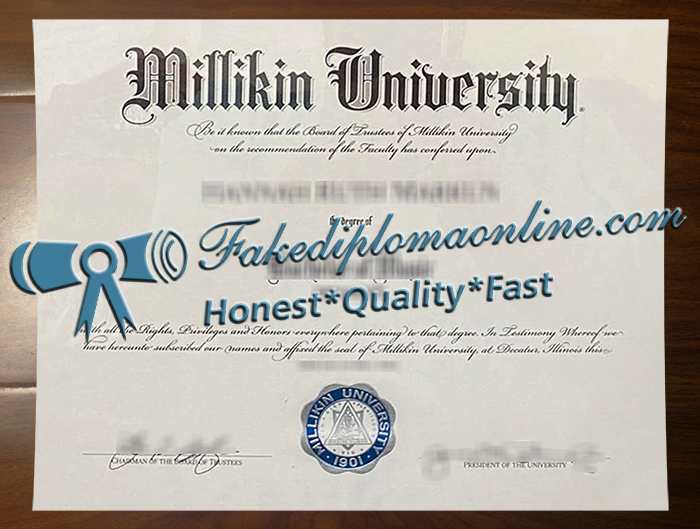 Millikin University
Be it known that the Board of Trustees of Millikin University
on the recommendation of the Faculty has conferred upon
the degree of
Fakediplomaonline.com
Honest*Quality*Fast
with all the Rights, Privileges and Honors everywhere pertaining to that degree. In Testimony Whereof we
have hereunto subscribed our names and affixed the seal of Millikin University, at Decatur, Illinois this
MILLIKIN UNIVERSITY
1901
CHAIRMAN OF THE BOARD OF TRUSTEES
PRESIDENT OF THE UNIVERSITY